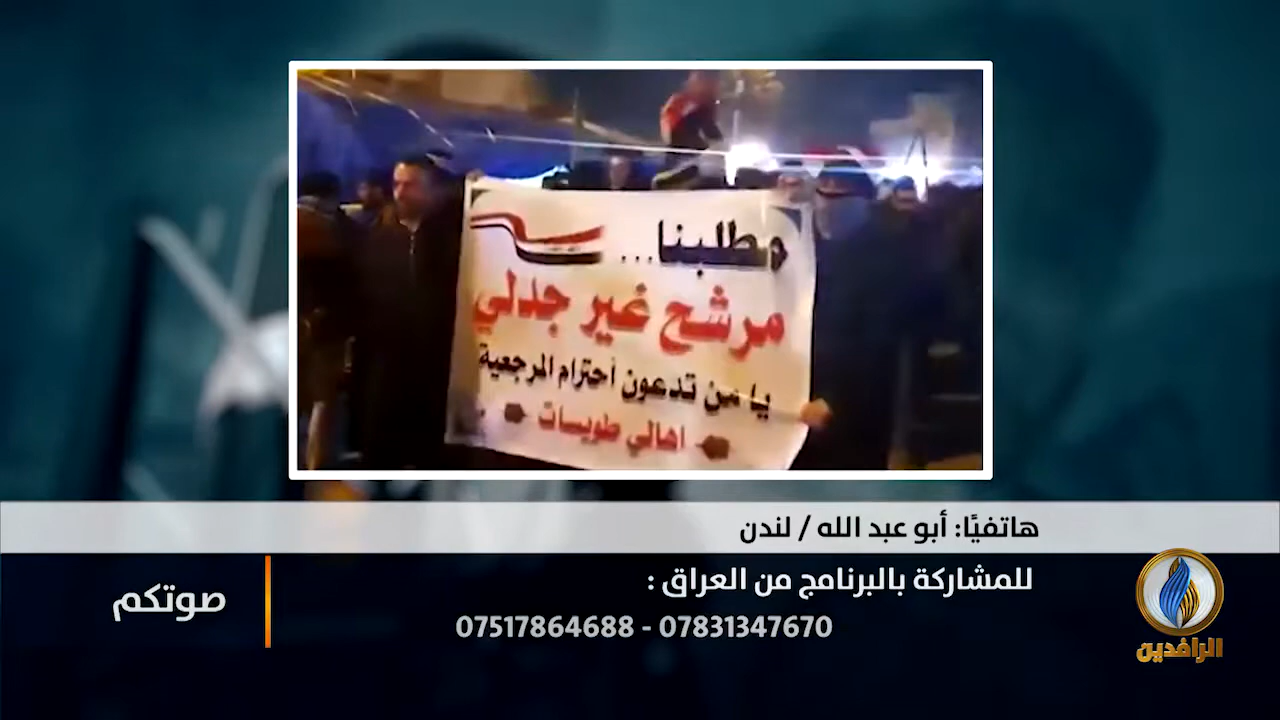 مطلبنا...
مرشح غير جدلي
يا من تدعون أحترام المرجعية
اهالي طويسات
هاتفيًا: أبو عبد الله / لندن
للمشاركة بالبرنامج من العراق :
07517864688 - 07831347670
صوتكم
الرافدين